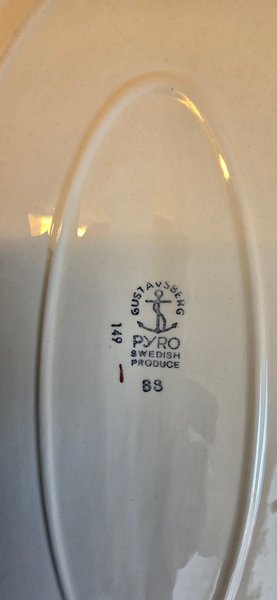 GUSTAVSBERG
149
PYRO
SWEDISH
PRODUCE
88